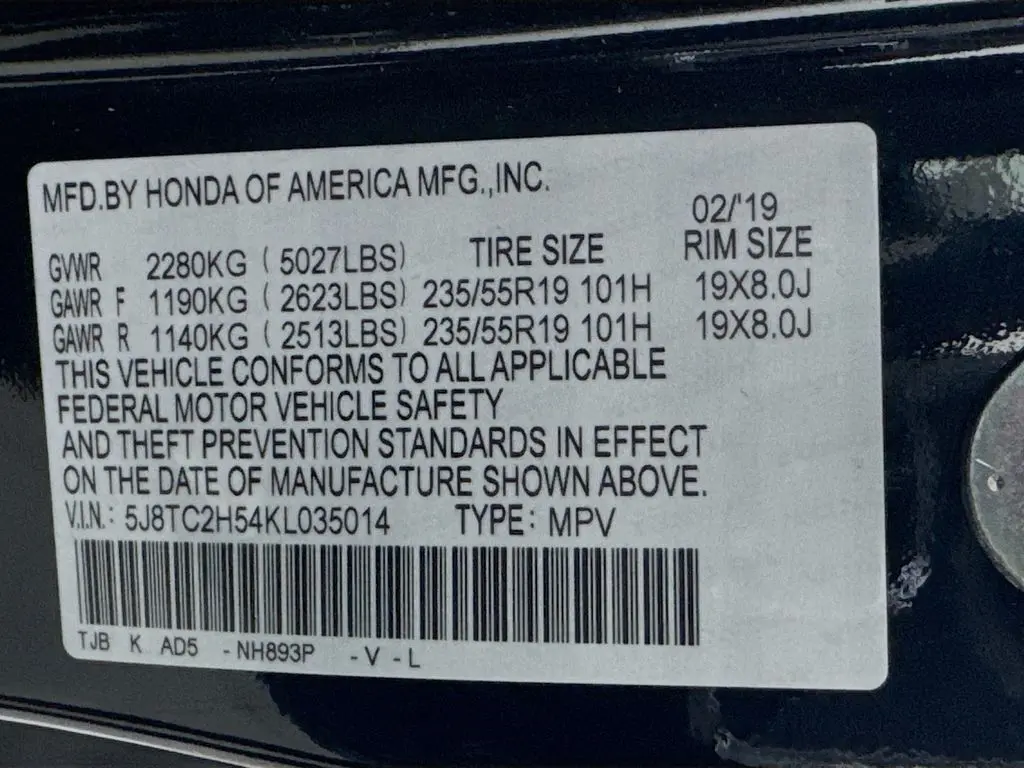 MFD.BY HONDA OF AMERICA MFG.,INC.
02/'19
GVWR 2280KG ( 5027LBS) TIRE SIZE RIM SIZE
GAWR F 1190KG ( 2623LBS) 235/55R19 101H 19X8.0J
GAWR R 1140KG ( 2513LBS) 235/55R19 101H 19X8.0J
THIS VEHICLE CONFORMS TO ALL APPLICABLE
FEDERAL MOTOR VEHICLE SAFETY
AND THEFT PREVENTION STANDARDS IN EFFECT
ON THE DATE OF MANUFACTURE SHOWN ABOVE.
V.I.N.: 5J8TC2H54KL035014 TYPE: MPV
TJB K AD5 -NH893P -V -L